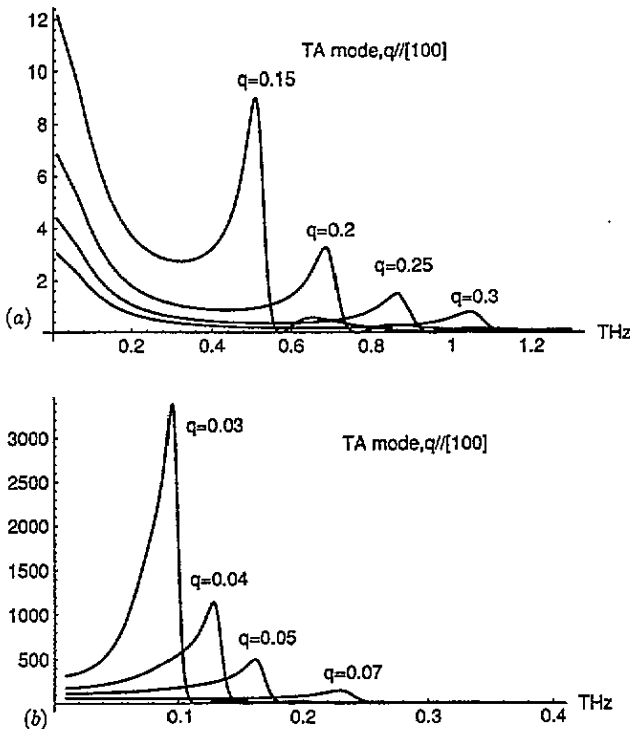 12
TA mode,q//[100]
q=0.15
10
8
6
4
q=0.2
q=0.25
2
q=0.3
(a)
THz
0.2 0.4 0.6 0.8 1 1.2
q=0.03
TA mode,q//[100]
3000
2500
2000
1500
q=0.04
1000
q=0.05
500
q=0.07
THz
(b)
0.1 0.2 0.3 0.4